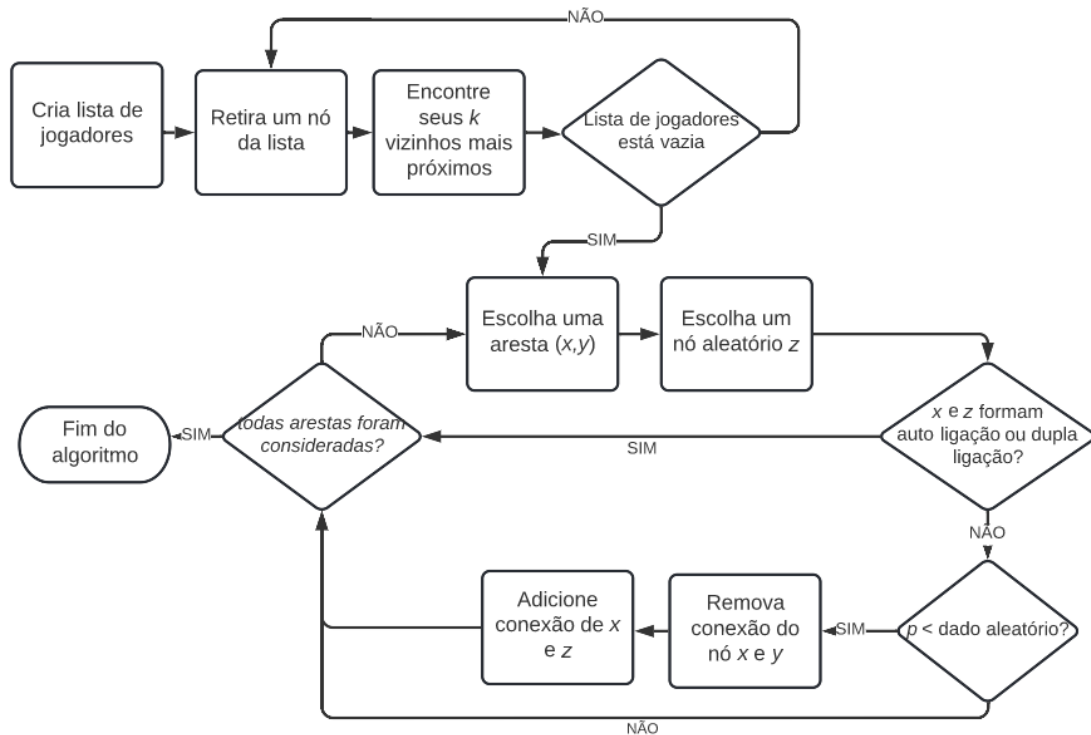 NÃO
Cria lista de
jogadores
Retira um nó
da lista
Encontre
seus k
vizinhos mais
próximos
Lista de jogadores
está vazia
SIM
Escolha uma
aresta (x,y)
Escolha um
nó aleatório z
NÃO
x e z formam
auto ligação ou dupla
ligação?
todas arestas foram
consideradas?
SIM
Fim do
algoritmo
SIM
NÃO
p < dado aleatório?
SIM
Remova
conexão do
nó x e y
Adicione
conexão de x
e z
NÃO